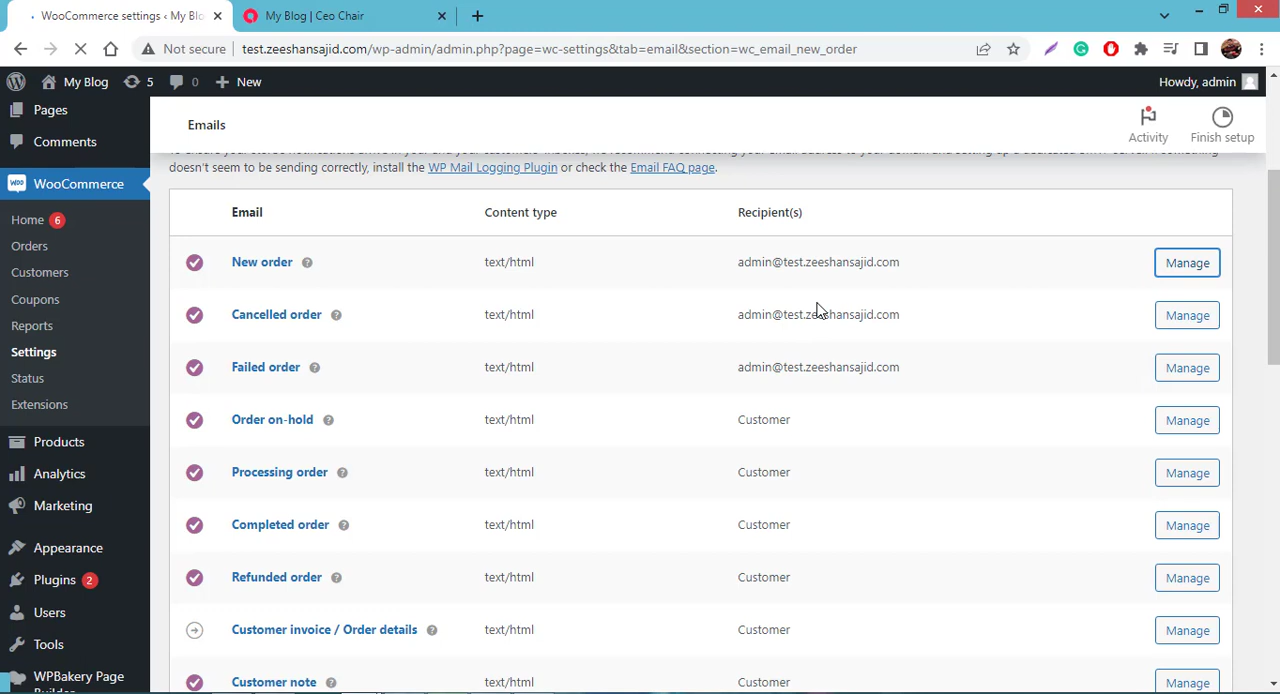 WooCommerce settings ‹ My Blo
My Blog | Ceo Chair
Not secure
test.zeeshansajid.com/wp-admin/admin.php?page=wc-settings&tab=email&section=wc_email_new_order
My Blog
5
0
New
Howdy, admin
Pages
Comments
WooCommerce
Home 6
Orders
Customers
Coupons
Reports
Settings
Status
Extensions
Products
Analytics
Marketing
Appearance
Plugins 2
Users
Tools
WPBakery Page
Builder
Emails
Activity
Finish setup
doesn't seem to be sending correctly, install the WP Mail Logging Plugin or check the Email FAQ page.
Email Content type Recipient(s)
New order text/html admin@test.zeeshansajid.com Manage
Cancelled order text/html admin@test.zeeshansajid.com Manage
Failed order text/html admin@test.zeeshansajid.com Manage
Order on-hold text/html Customer Manage
Processing order text/html Customer Manage
Completed order text/html Customer Manage
Refunded order text/html Customer Manage
Customer invoice / Order details text/html Customer Manage
Customer note text/html Customer Manage